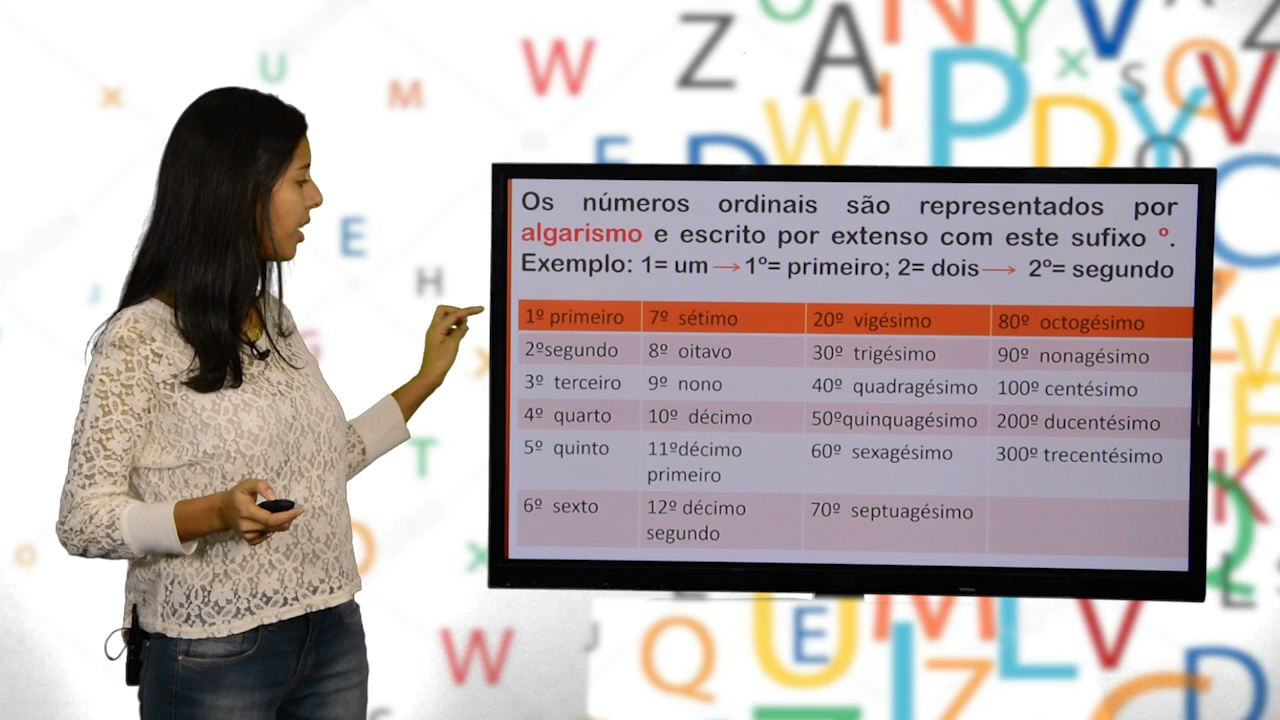 Os números ordinais são representados por
algarismo e escrito por extenso com este sufixo º.
Exemplo: 1= um→1º= primeiro; 2= dois→ 2º= segundo
1º primeiro 7º sétimo 20º vigésimo 80º octogésimo
2ºsegundo 8º oitavo 30º trigésimo 90º nonagésimo
3º terceiro 9º nono 40º quadragésimo 100º centésimo
4º quarto 10º décimo 50ºquinquagésimo 200º ducentésimo
5º quinto 11ºdécimo 60º sexagésimo 300º trecentésimo
primeiro
6º sexto 12º décimo 70º septuagésimo
segundo